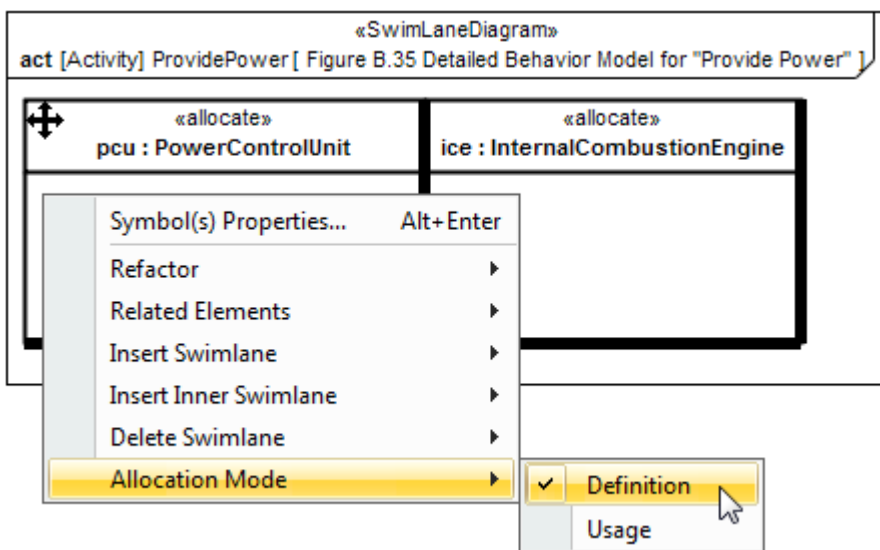 «SwimLaneDiagram»
act [Activity] ProvidePower [ Figure B.35 Detailed Behavior Model for "Provide Power" ]
«allocate»
pcu : PowerControlUnit
«allocate»
ice : InternalCombustionEngine
Symbol(s) Properties... Alt+Enter
Refactor
Related Elements
Insert Swimlane
Insert Inner Swimlane
Delete Swimlane
Allocation Mode
Definition
Usage